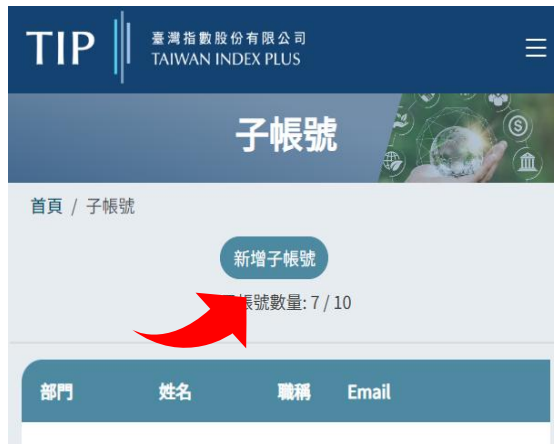 TIP
臺灣指數股份有限公司
TAIWAN INDEX PLUS
子帳號
首頁 / 子帳號
新增子帳號
帳號數量: 7 / 10
部門 姓名 職稱 Email